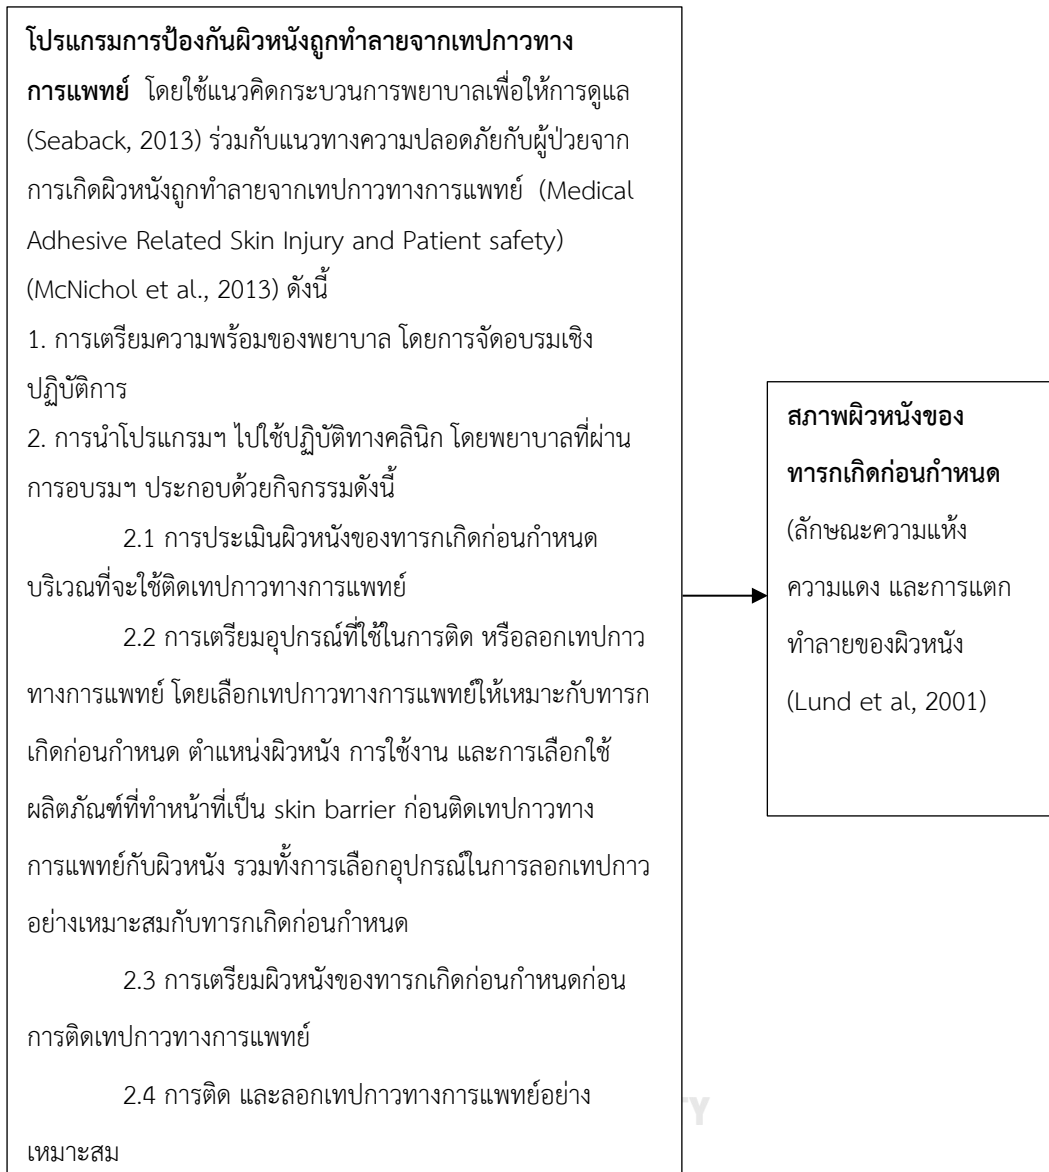 โปรแกรมการป้องกันผิวหนังถูกทำลายจากเทปกาวทาง
การแพทย์ โดยใช้แนวคิดกระบวนการพยาบาลเพื่อให้การดูแล
(Seaback, 2013) ร่วมกับแนวทางความปลอดภัยกับผู้ป่วยจาก
การเกิดผิวหนังถูกทำลายจากเทปกาวทางการแพทย์ (Medical
Adhesive Related Skin Injury and Patient safety)
(McNichol et al., 2013) ดังนี้
1. การเตรียมความพร้อมของพยาบาล โดยการจัดอบรมเชิง
ปฏิบัติการ
2. การนำโปรแกรมฯ ไปใช้ปฏิบัติทางคลินิก โดยพยาบาลที่ผ่าน
การอบรมฯ ประกอบด้วยกิจกรรมดังนี้
2.1 การประเมินผิวหนังของทารกเกิดก่อนกำหนด
บริเวณที่จะใช้ติดเทปกาวทางการแพทย์
2.2 การเตรียมอุปกรณ์ที่ใช้ในการติด หรือลอกเทปกาว
ทางการแพทย์ โดยเลือกเทปกาวทางการแพทย์ให้เหมาะกับทารก
เกิดก่อนกำหนด ตำแหน่งผิวหนัง การใช้งาน และการเลือกใช้
ผลิตภัณฑ์ที่ทำหน้าที่เป็น skin barrier ก่อนติดเทปกาวทาง
การแพทย์กับผิวหนัง รวมทั้งการเลือกอุปกรณ์ในการลอกเทปกาว
อย่างเหมาะสมกับทารกเกิดก่อนกำหนด
2.3 การเตรียมผิวหนังของทารกเกิดก่อนกำหนดก่อน
การติดเทปกาวทางการแพทย์
2.4 การติด และลอกเทปกาวทางการแพทย์อย่าง
เหมาะสม
สภาพผิวหนังของ
ทารกเกิดก่อนกำหนด
(ลักษณะความแห้ง
ความแดง และการแตก
ทำลายของผิวหนัง
(Lund et al, 2001)